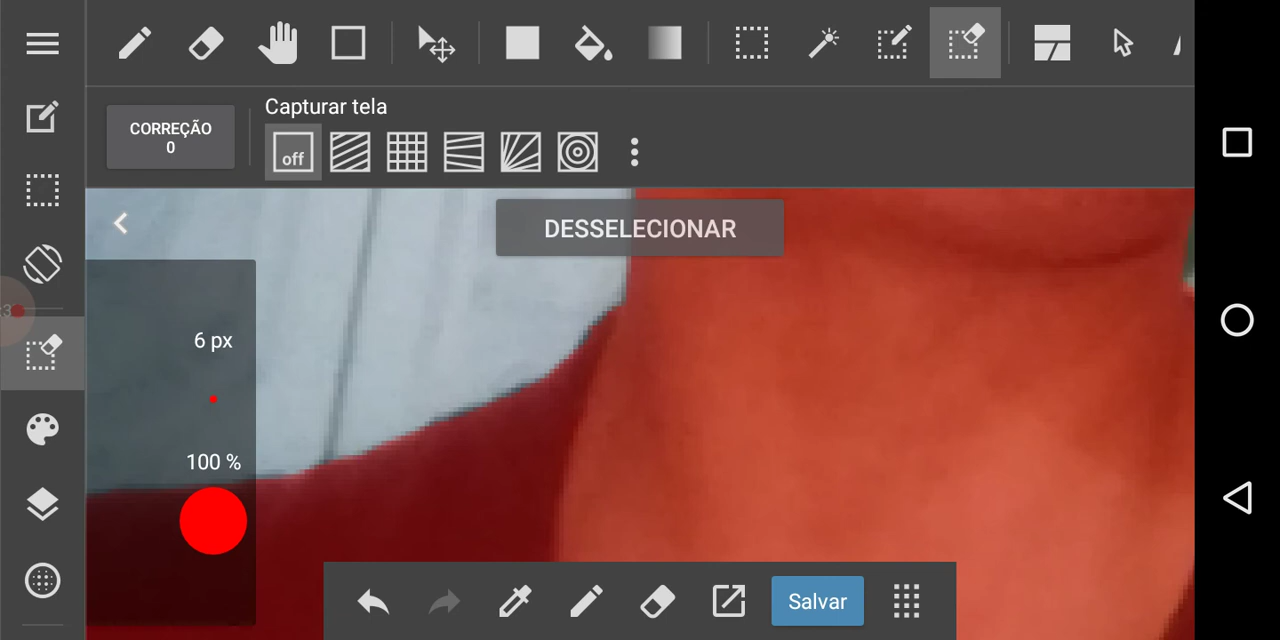 CORREÇÃO
0
Capturar tela
off
DESSELECIONAR
6 px
100 %
Salvar